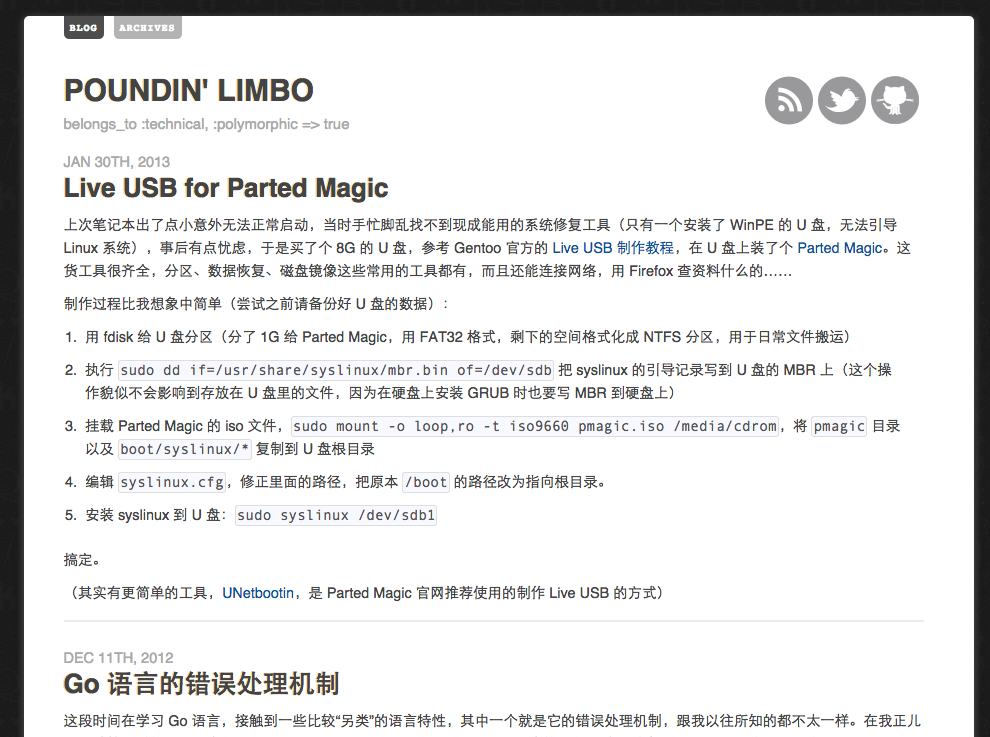 BLOG ARCHIVES
POUNDIN' LIMBO
belongs_to :technical, :polymorphic => true
JAN 30TH, 2013
Live USB for Parted Magic
上次笔记本出了点小意外无法正常启动，当时手忙脚乱找不到现成能用的系统修复工具（只有一个安装了 WinPE 的 U 盘，无法引导
Linux 系统），事后有点忧虑，于是买了个 8G 的 U 盘，参考 Gentoo 官方的 Live USB 制作教程，在 U 盘上装了个 Parted Magic。这
货工具很齐全，分区、数据恢复、磁盘镜像这些常用的工具都有，而且还能连接网络，用 Firefox 查资料什么的……
制作过程比我想象中简单（尝试之前请备份好 U 盘的数据）：
1. 用 fdisk 给 U 盘分区（分了 1G 给 Parted Magic，用 FAT32 格式，剩下的空间格式化成 NTFS 分区，用于日常文件搬运）
2. 执行 sudo dd if=/usr/share/syslinux/mbr.bin of=/dev/sdb 把 syslinux 的引导记录写到 U 盘的 MBR 上（这个操
作貌似不会影响到存放在 U 盘里的文件，因为在硬盘上安装 GRUB 时也要写 MBR 到硬盘上）
3. 挂载 Parted Magic 的 iso 文件，sudo mount -o loop,ro -t iso9660 pmagic.iso /media/cdrom，将 pmagic 目录
以及 boot/syslinux/* 复制到 U 盘根目录
4. 编辑 syslinux.cfg，修正里面的路径，把原本 /boot 的路径改为指向根目录。
5. 安装 syslinux 到 U 盘：sudo syslinux /dev/sdb1
搞定。
（其实有更简单的工具，UNetbootin，是 Parted Magic 官网推荐使用的制作 Live USB 的方式）
DEC 11TH, 2012
Go 语言的错误处理机制
这段时间在学习 Go 语言，接触到一些比较“另类”的语言特性，其中一个就是它的错误处理机制，跟我以往所知的都不太一样。在我正儿